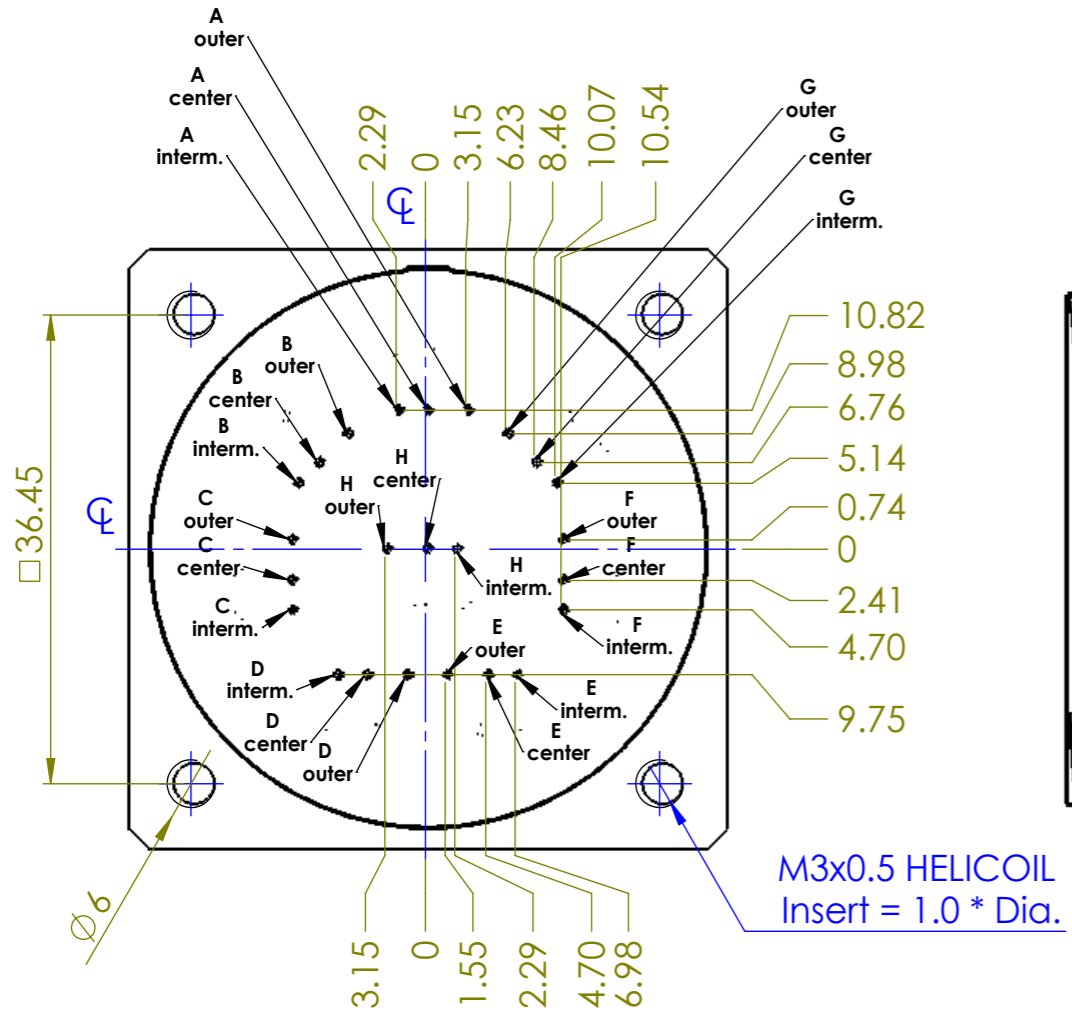 A
outer
A
center
A
interm.
2.29
0
3.15
6.23
8.46
10.07
10.54
G
outer
G
center
G
interm.
℄
10.82
8.98
6.76
5.14
0.74
0
2.41
4.70
9.75
B
outer
B
center
B
interm.
H
center
H
outer
H
interm.
℄
C
outer
C
center
C
interm.
F
outer
F
center
F
interm.
□ 36.45
D
interm.
D
center
D
outer
E
outer
E
interm.
E
center
∅ 6
3.15
0
1.55
2.29
4.70
6.98
M3x0.5 HELICOIL
Insert = 1.0 * Dia.